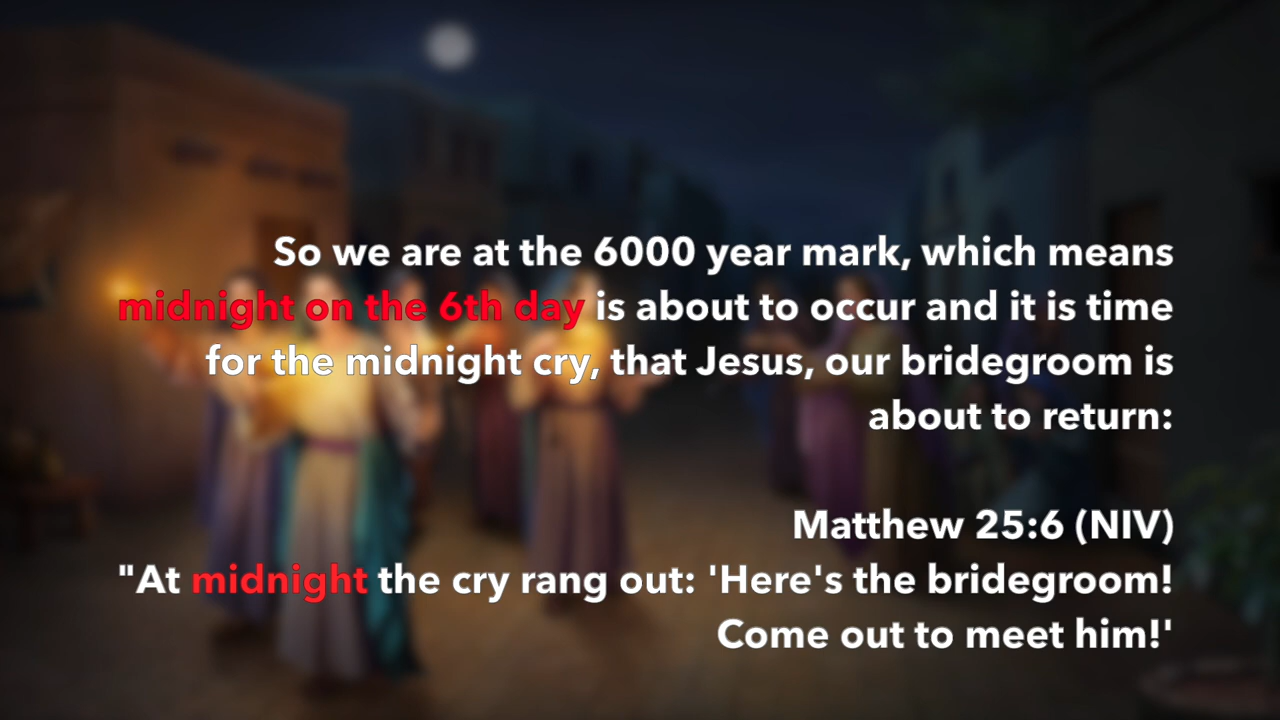 So we are at the 6000 year mark, which means
midnight on the 6th day is about to occur and it is time
for the midnight cry, that Jesus, our bridegroom is
about to return:
Matthew 25:6 (NIV)
"At midnight the cry rang out: 'Here's the bridegroom!
Come out to meet him!'